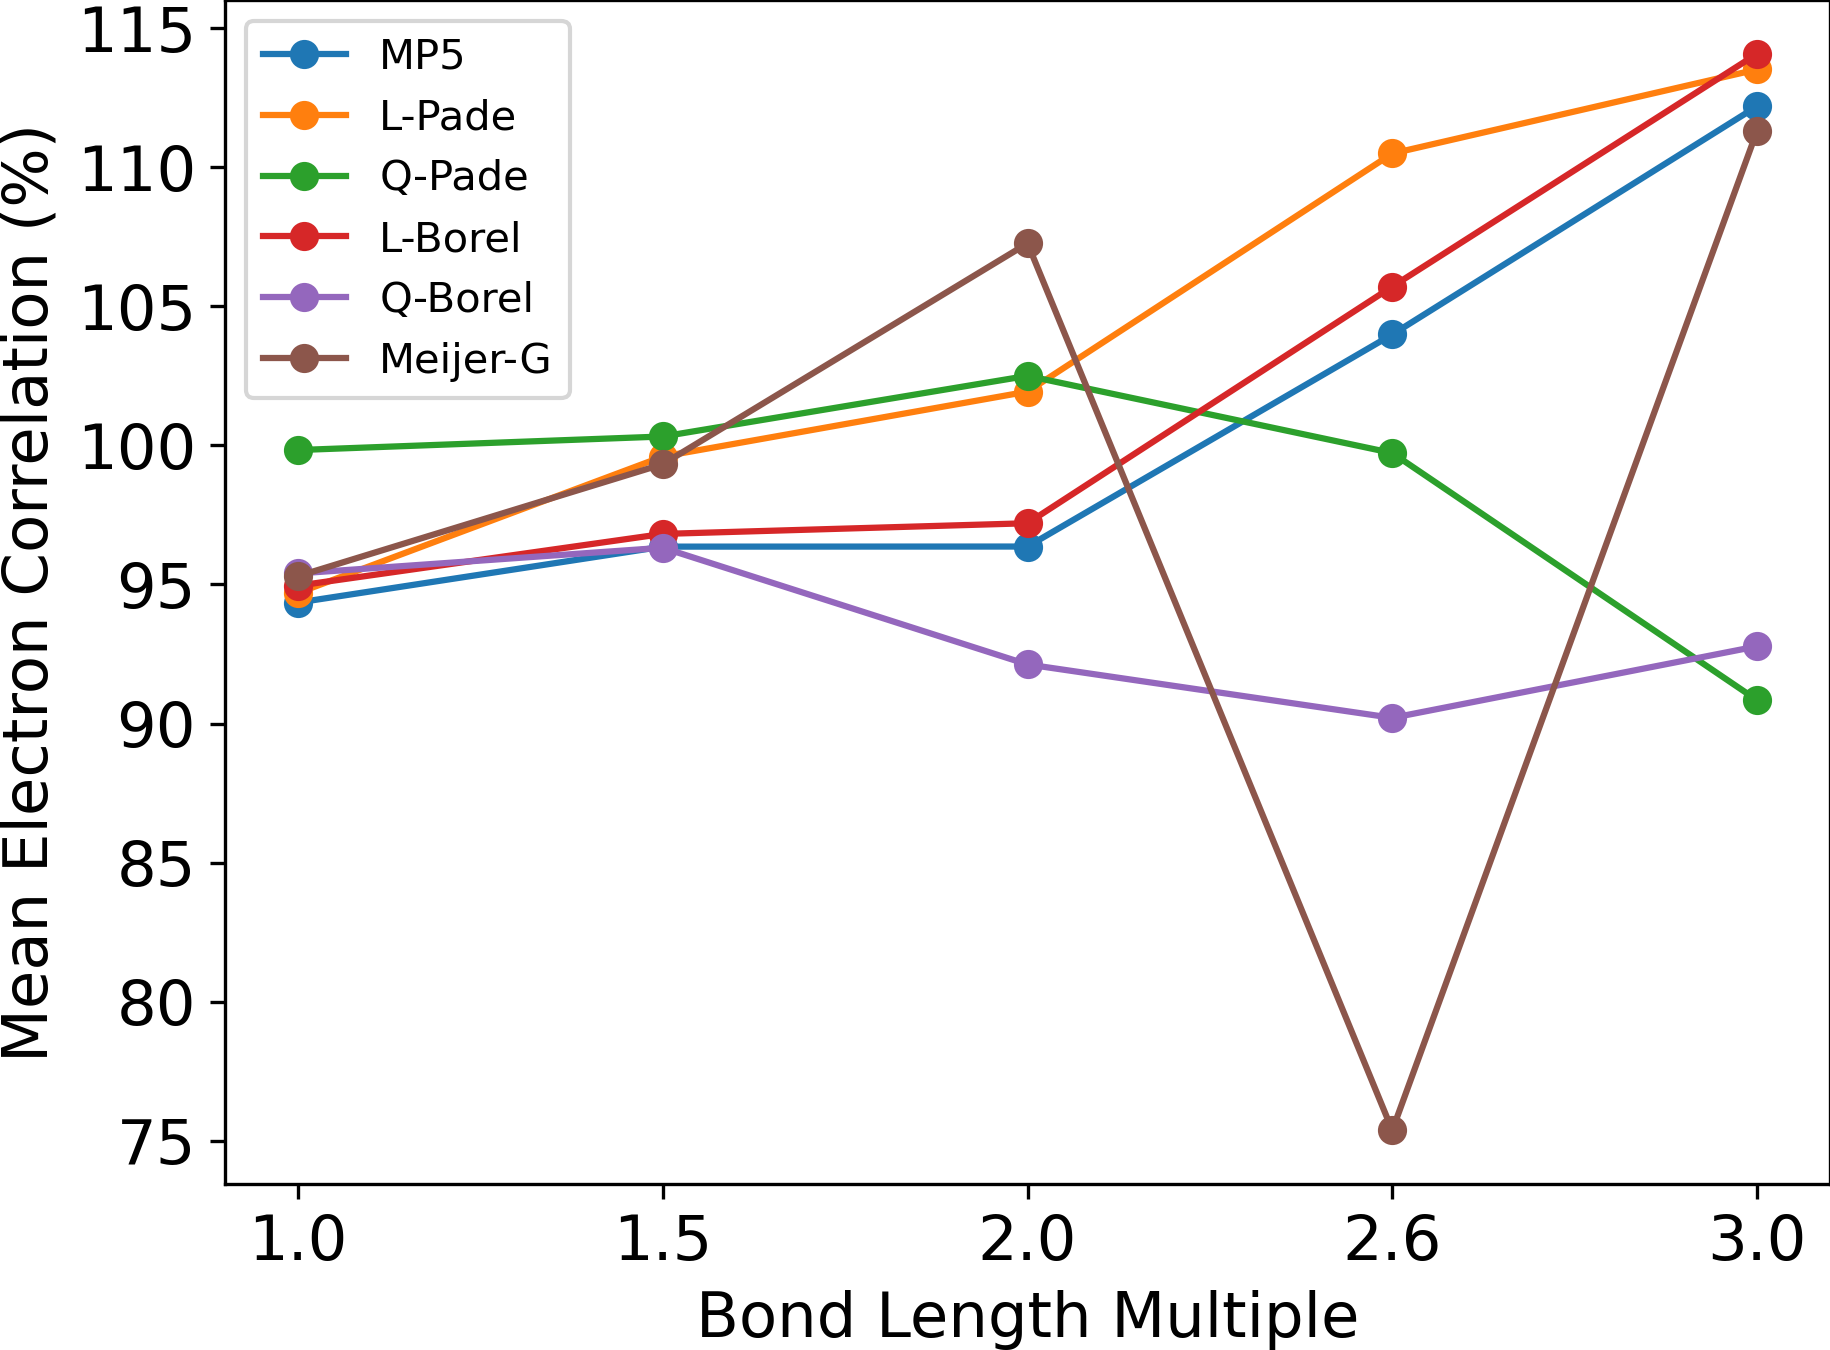 Mean Electron Correlation (%)
115
110
105
100
95
90
85
80
75
MP5
L-Pade
Q-Pade
L-Borel
Q-Borel
Meijer-G
1.0 1.5 2.0 2.6 3.0
Bond Length Multiple